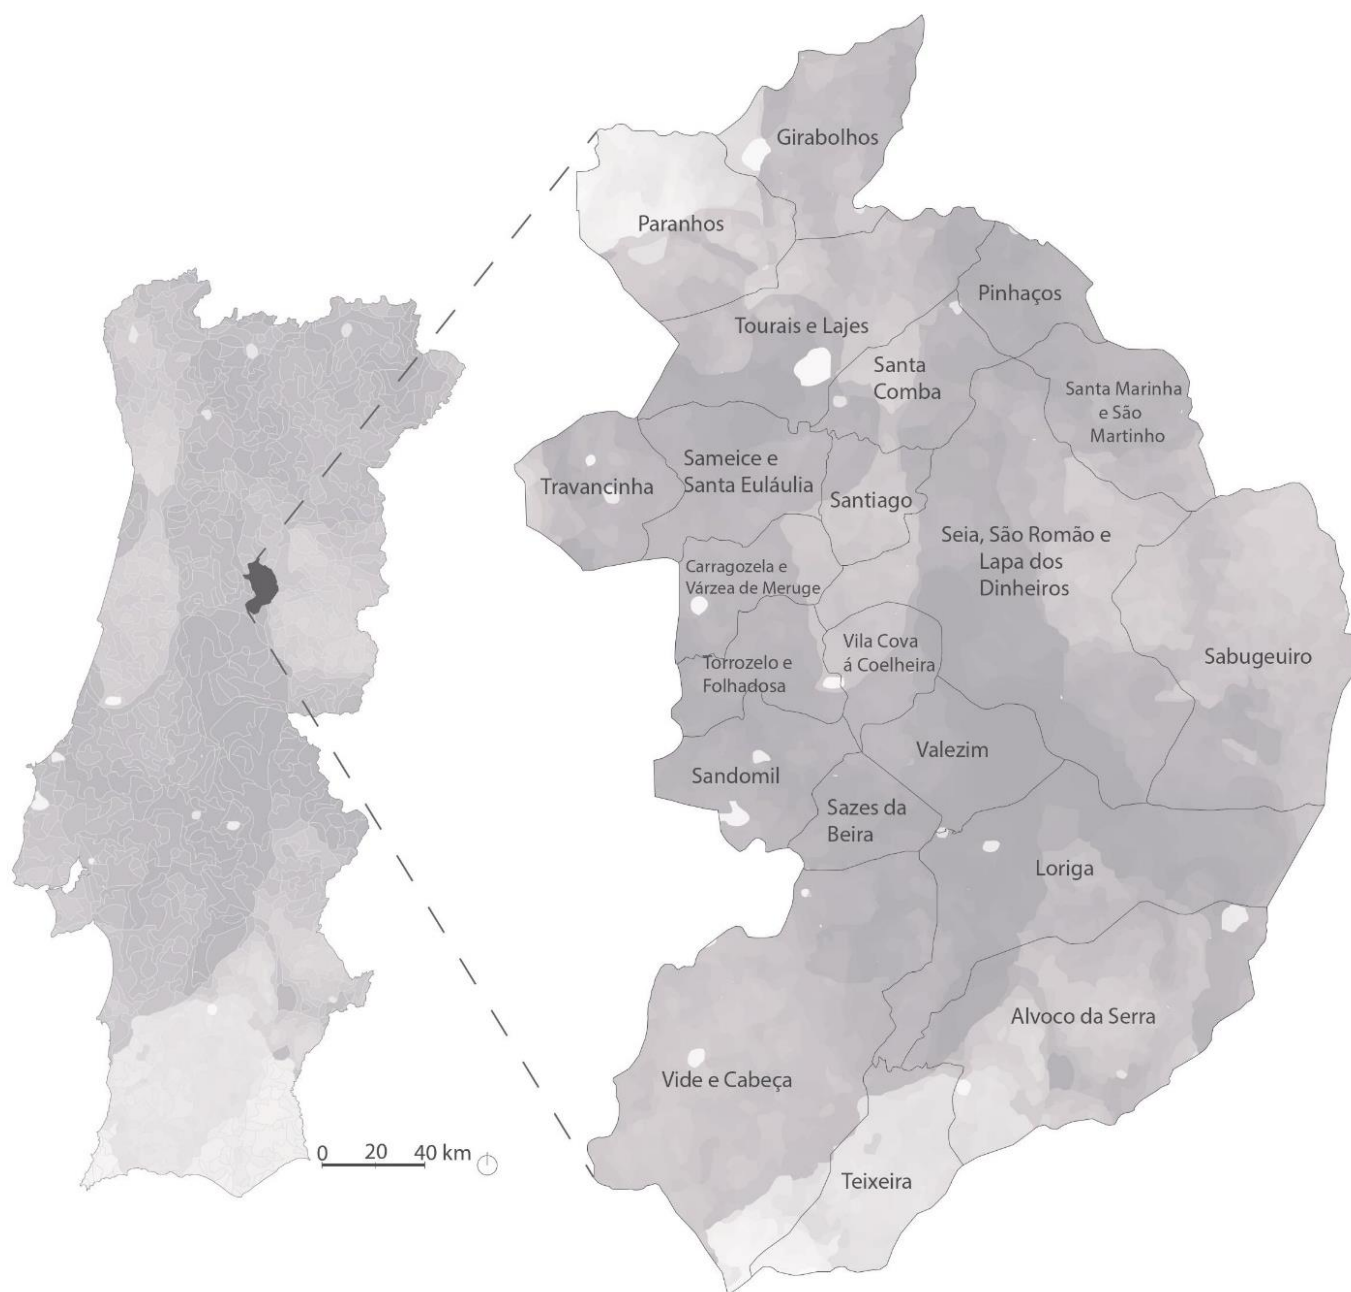 Girabolhos
Paranhos
Pinhaços
Tourais e Lajes
Santa
Comba
Santa Marinha
e São
Martinho
Sameice e
Santa Euláulia
Travancinha
Santiago
Seia, São Romão e
Lapa dos
Dinheiros
Carragozela e
Várzea de Meruge
Vila Cova
á Coelheira
Sabugeuiro
Torrozelo e
Folhadosa
Valezim
Sandomil
Sazes da
Beira
Loriga
Alvoco da Serra
Vide e Cabeça
Teixeira
0 20 40 km